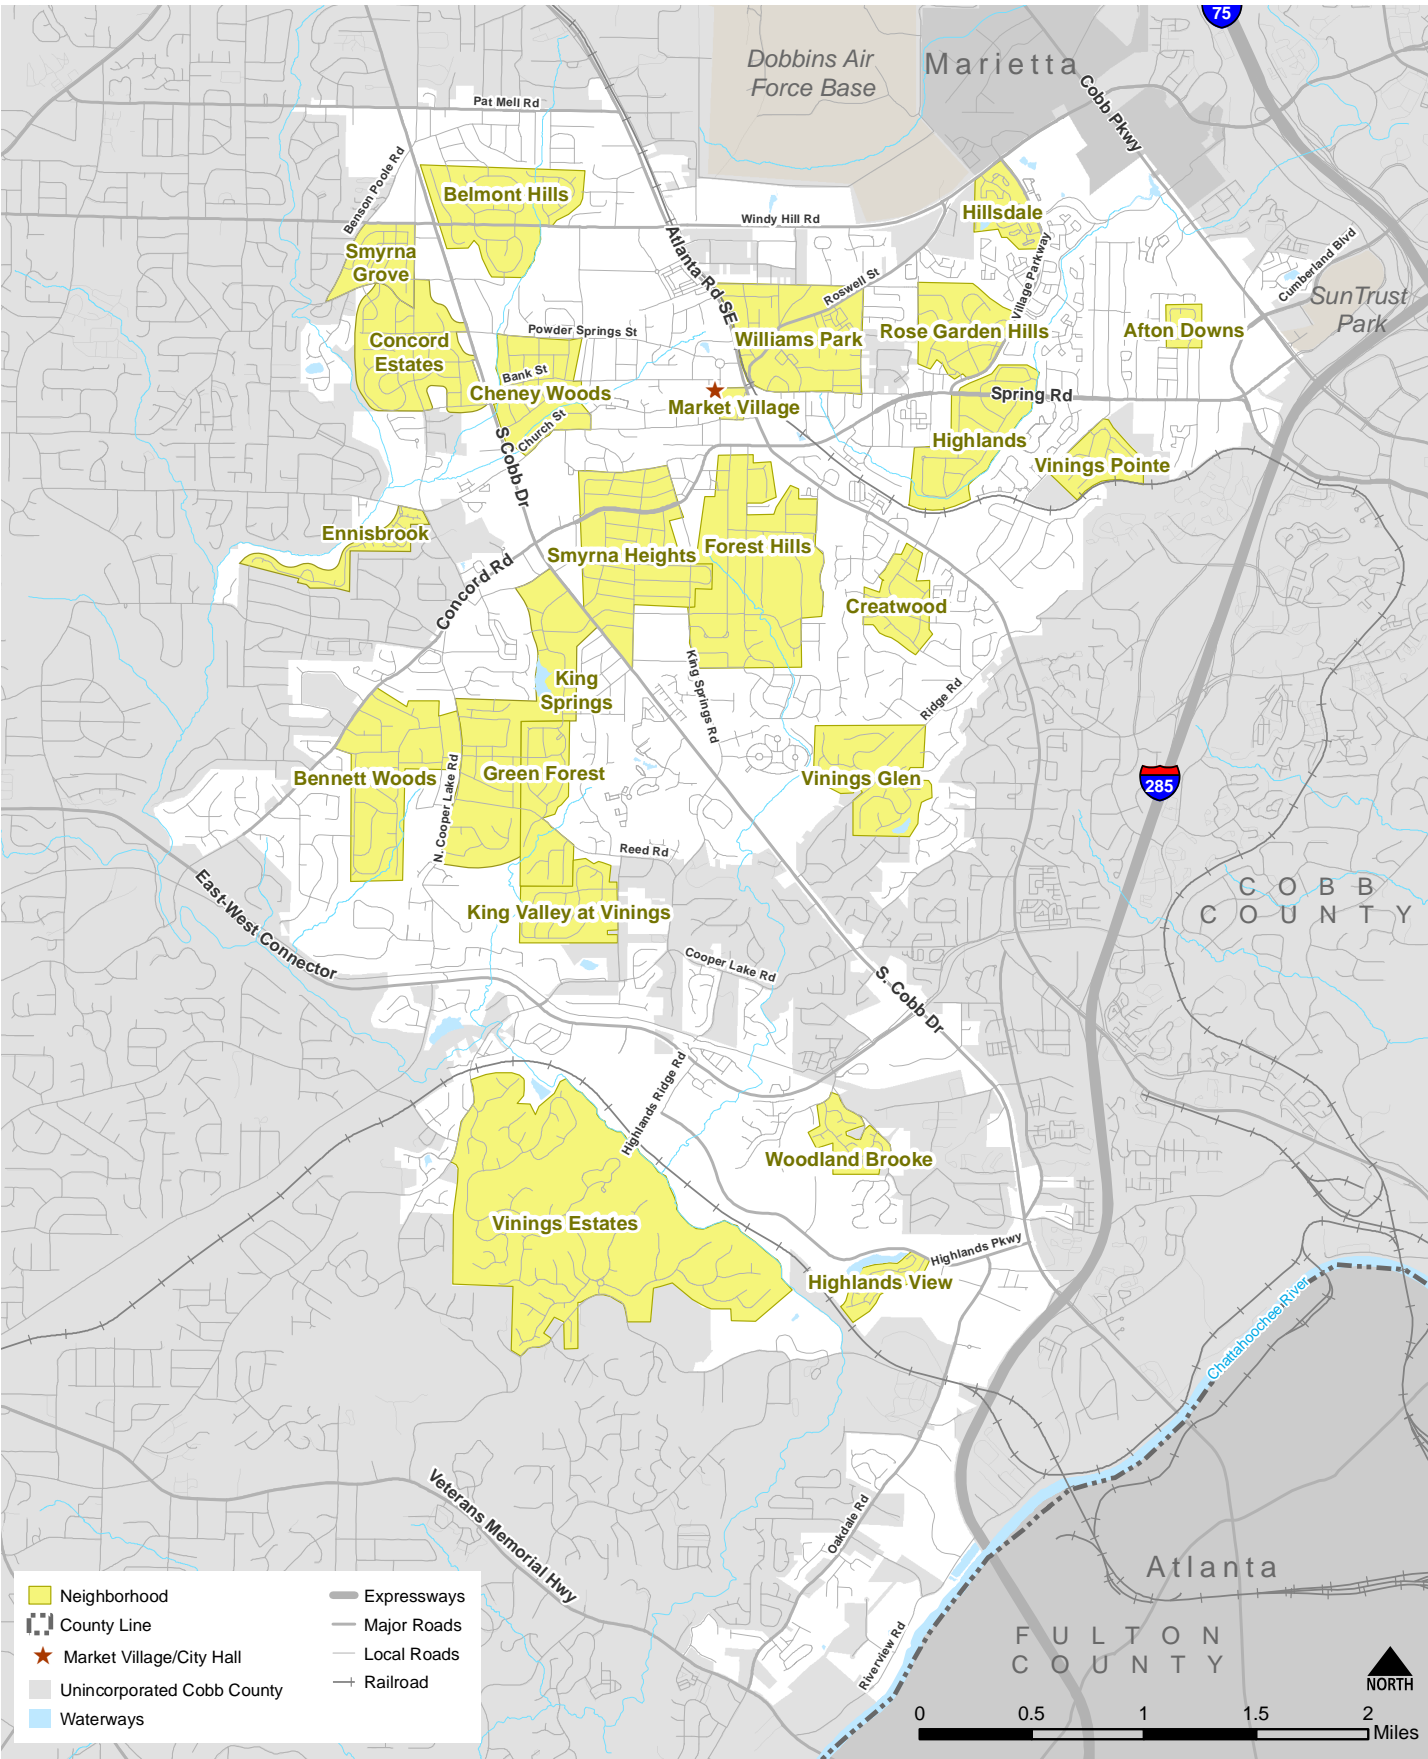 75
Dobbins Air
Force Base
Marietta
Cobb Pkwy
Pat Mell Rd
Benson Poole Rd
Belmont Hills
Hillsdale
Windy Hill Rd
Atlanta Rd SE
Smyrna
Grove
Village Parkway
Cumberland Blvd
Roswell St
SunTrust
Park
Powder Springs St
Concord
Estates
Williams Park
Rose Garden Hills
Afton Downs
Bank St
Cheney Woods
Market Village
Spring Rd
Church St
S Cobb Dr
Highlands
Vinings Pointe
Ennisbrook
Smyrna Heights
Forest Hills
Concord Rd
Creatwood
King
Springs
King Springs Rd
Ridge Rd
Bennett Woods
N. Cooper Lake Rd
Green Forest
Vinings Glen
285
Reed Rd
COBB
COUNTY
East-West Connector
King Valley at Vinings
Cooper Lake Rd
S. Cobb Dr
Highlands Ridge Rd
Woodland Brooke
Vinings Estates
Highlands Pkwy
Highlands View
Chattahoochee River
Veterans Memorial Hwy
Oakdale Rd
Atlanta
Riverview Rd
FULTON
COUNTY
Neighborhood
County Line
Market Village/City Hall
Unincorporated Cobb County
Waterways
Expressways
Major Roads
Local Roads
Railroad
NORTH
0 0.5 1 1.5 2
Miles